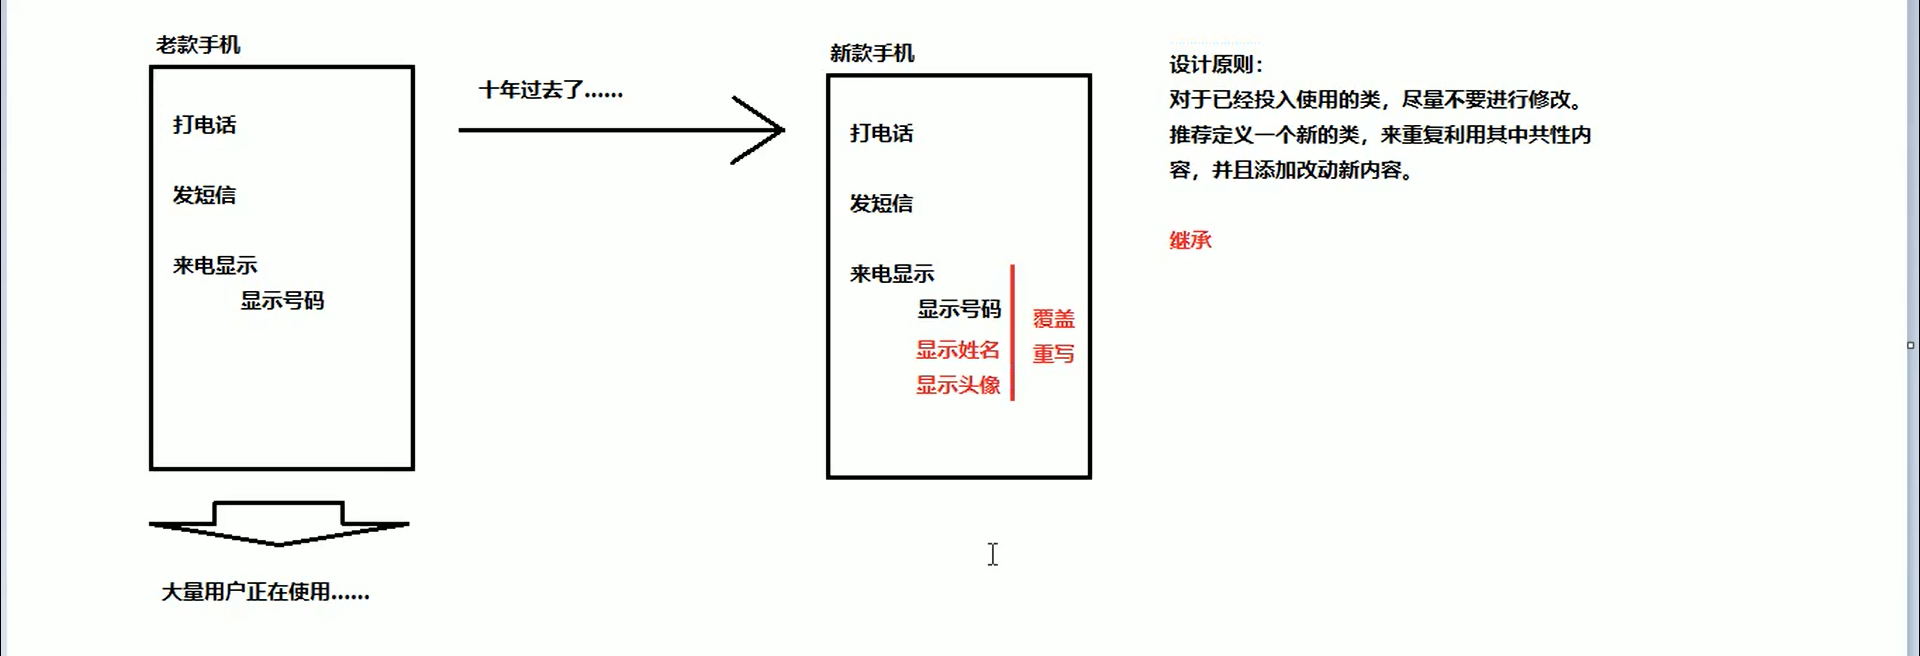 老款手机
打电话
发短信
来电显示
显示号码
大量用户正在使用......
十年过去了......
新款手机
打电话
发短信
来电显示
显示号码
显示姓名
显示头像
覆盖
重写
设计原则：
对于已经投入使用的类，尽量不要进行修改。
推荐定义一个新的类，来重复利用其中共性内
容，并且添加改动新内容。
继承